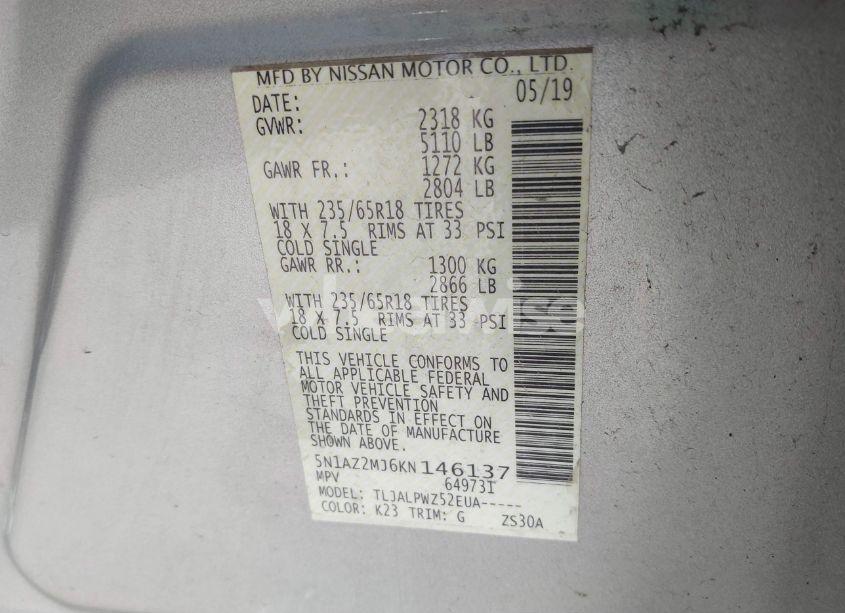 MFD BY NISSAN MOTOR CO., LTD.
DATE: 05/19
GVWR: 2318 KG
5110 LB
GAWR FR.: 1272 KG
2804 LB
WITH 235/65R18 TIRES
18 X 7.5 RIMS AT 33 PSI
COLD SINGLE
GAWR RR.: 1300 KG
2866 LB
WITH 235/65R18 TIRES
18 X 7.5 RIMS AT 33 PSI
COLD SINGLE
THIS VEHICLE CONFORMS TO
ALL APPLICABLE FEDERAL
MOTOR VEHICLE SAFETY AND
THEFT PREVENTION
STANDARDS IN EFFECT ON
THE DATE OF MANUFACTURE
SHOWN ABOVE.
5N1AZ2MJ6KN146137
MPV 64973I
MODEL: TLJALPWZ52EUA-----
COLOR: K23 TRIM: G ZS30A